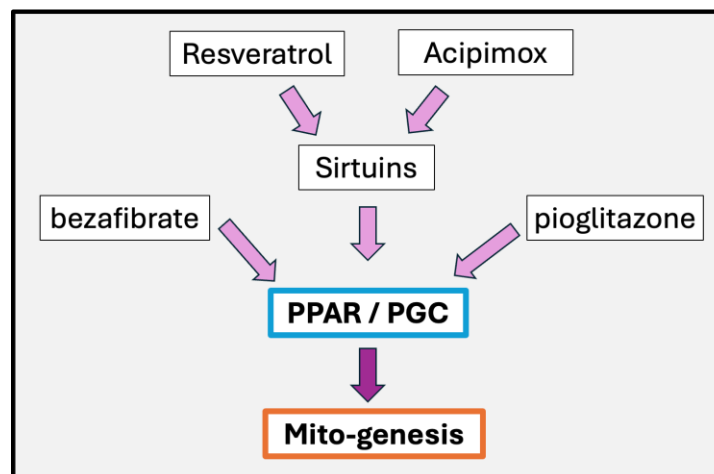 Resveratrol
Acipimox
Sirtuins
bezafibrate
pioglitazone
PPAR / PGC
Mito-genesis